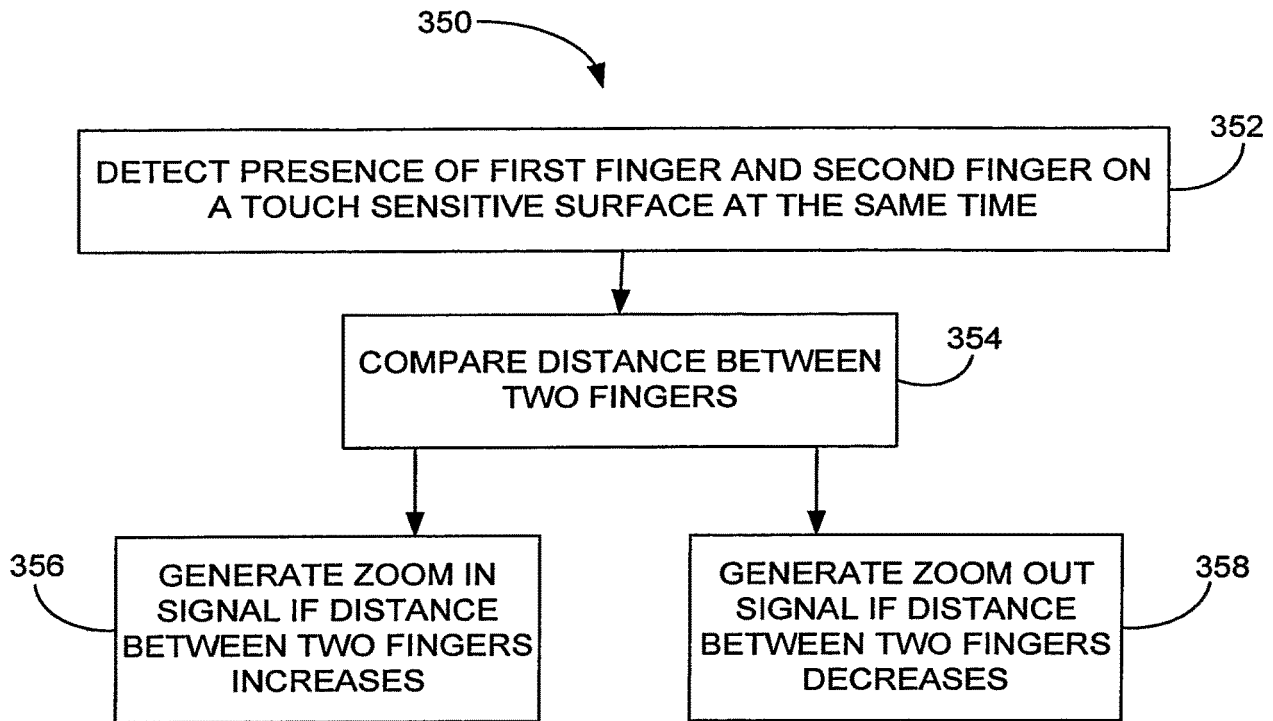 350
352
DETECT PRESENCE OF FIRST FINGER AND SECOND FINGER ON
A TOUCH SENSITIVE SURFACE AT THE SAME TIME
354
COMPARE DISTANCE BETWEEN
TWO FINGERS
356
GENERATE ZOOM IN
SIGNAL IF DISTANCE
BETWEEN TWO FINGERS
INCREASES
358
GENERATE ZOOM OUT
SIGNAL IF DISTANCE
BETWEEN TWO FINGERS
DECREASES